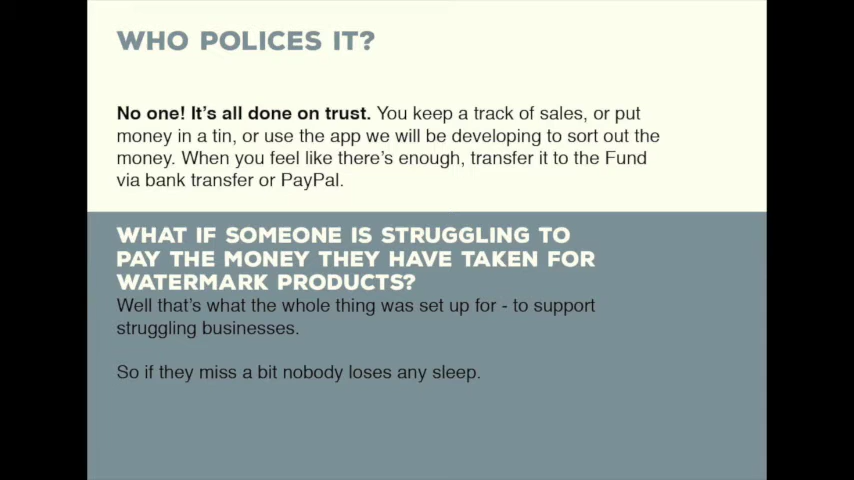 WHO POLICES IT?
No one! It's all done on trust. You keep a track of sales, or put
money in a tin, or use the app we will be developing to sort out the
money. When you feel like there's enough, transfer it to the Fund
via bank transfer or PayPal.
WHAT IF SOMEONE IS STRUGGLING TO
PAY THE MONEY THEY HAVE TAKEN FOR
WATERMARK PRODUCTS?
Well that's what the whole thing was set up for - to support
struggling businesses.
So if they miss a bit nobody loses any sleep.